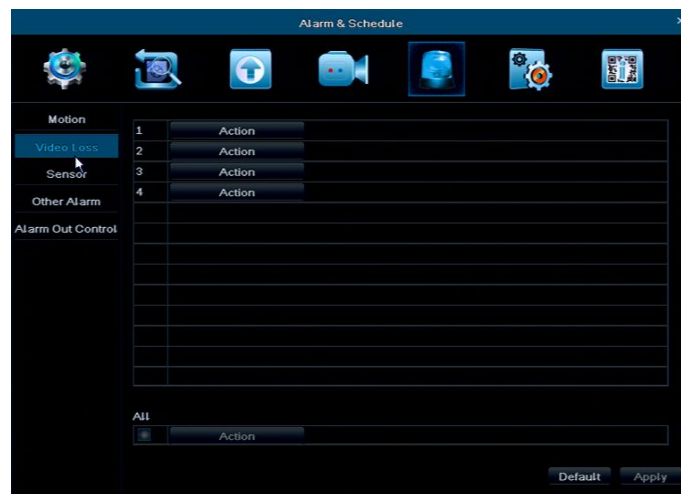 Alarm & Schedule
Motion
Video Loss
Sensor
Other Alarm
Alarm Out Control
1 Action
2 Action
3 Action
4 Action
All
Action
Default Apply